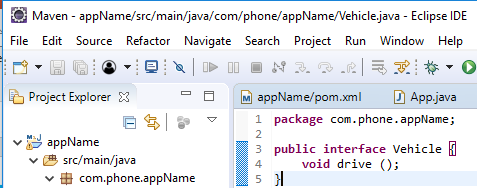 Maven - appName/src/main/java/com/phone/appName/Vehicle.java - Eclipse IDE
File Edit Source Refactor Navigate Search Project Run Window Help
Project Explorer
appName/pom.xml App.java
appName
src/main/java
com.phone.appName
1 package com.phone.appName;
2
3 public interface Vehicle {
4 void drive ();
5 }